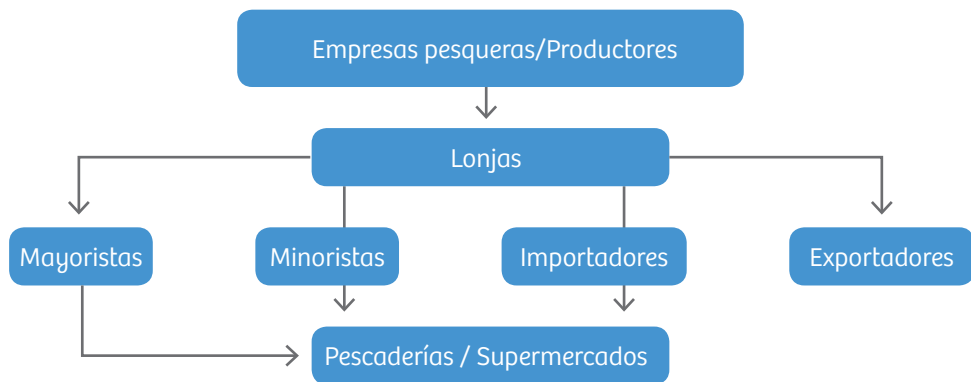 Empresas pesqueras/Productores
Lonjas
Mayoristas
Minoristas
Importadores
Exportadores
Pescaderías / Supermercados